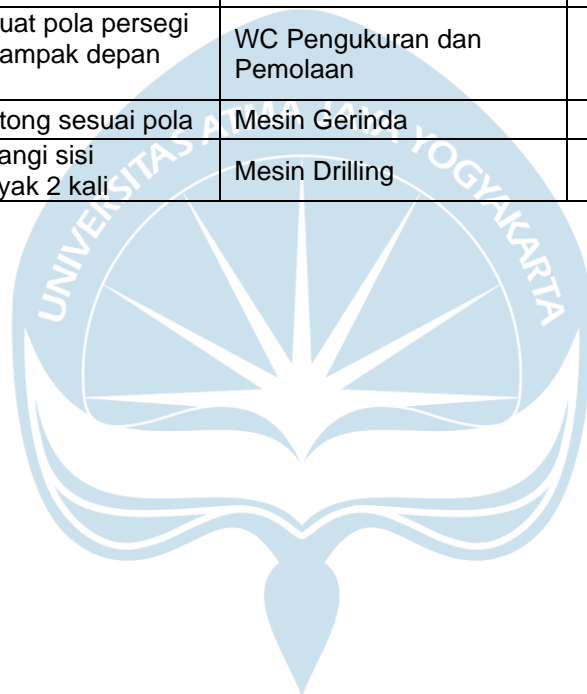 uat pola persegi
ampak depan
WC Pengukuran dan
Pemolaan
tong sesuai pola
Mesin Gerinda
angi sisi
yak 2 kali
Mesin Drilling
UNIVERSITAS ATMA JAYA YOGYAKARTA